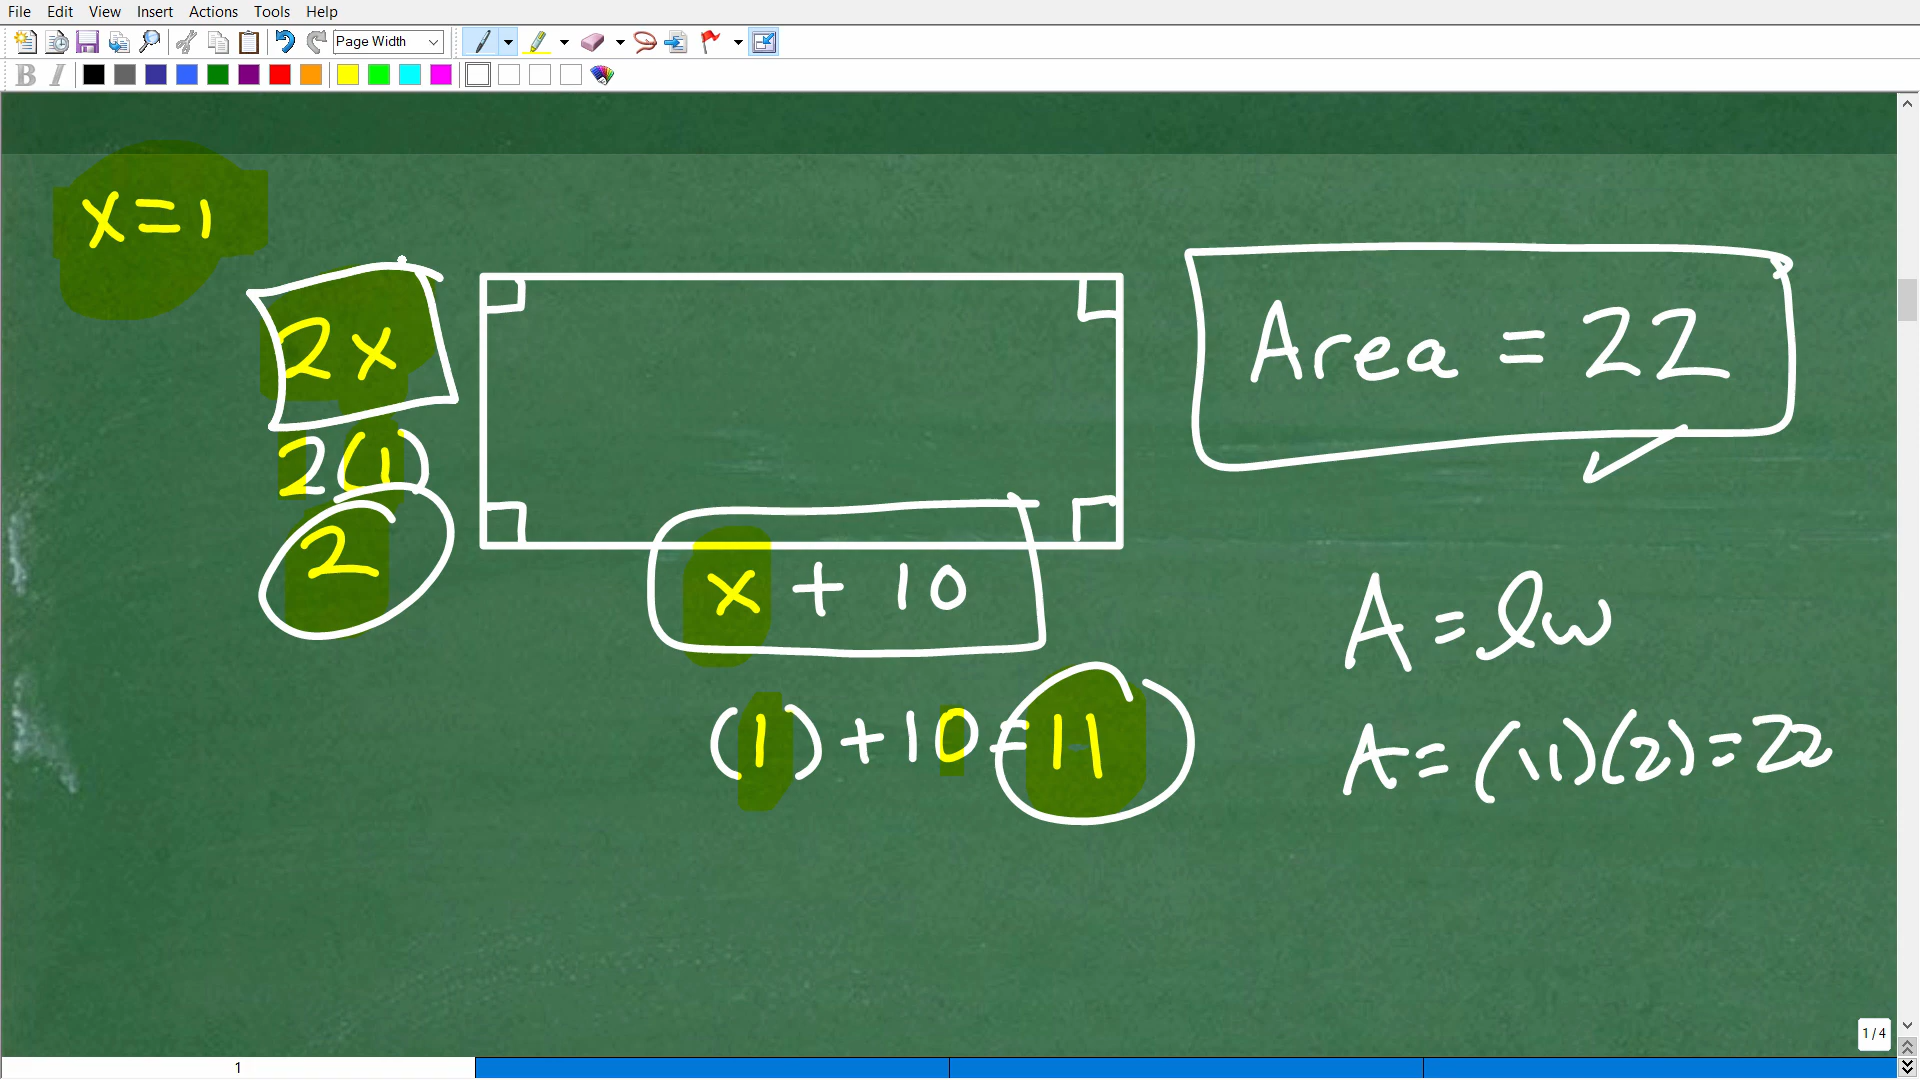 File Edit View Insert Actions Tools Help
Page Width
B I
x = 1
2x
2(1)
2
x + 10
(1) + 10 = 11
Area = 22
A = lw
A = (11)(2) = 22
1 / 4
1